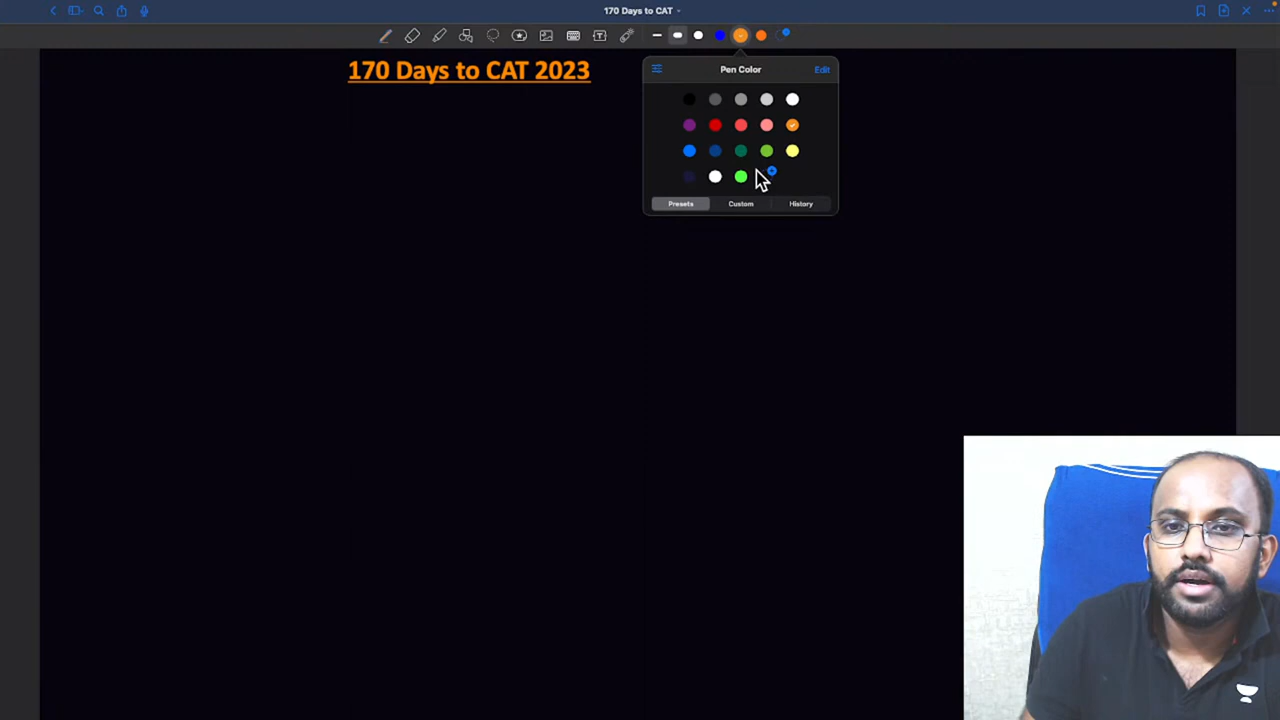 170 Days to CAT
170 Days to CAT 2023
Pen Color
Edit
Presets
Custom
History